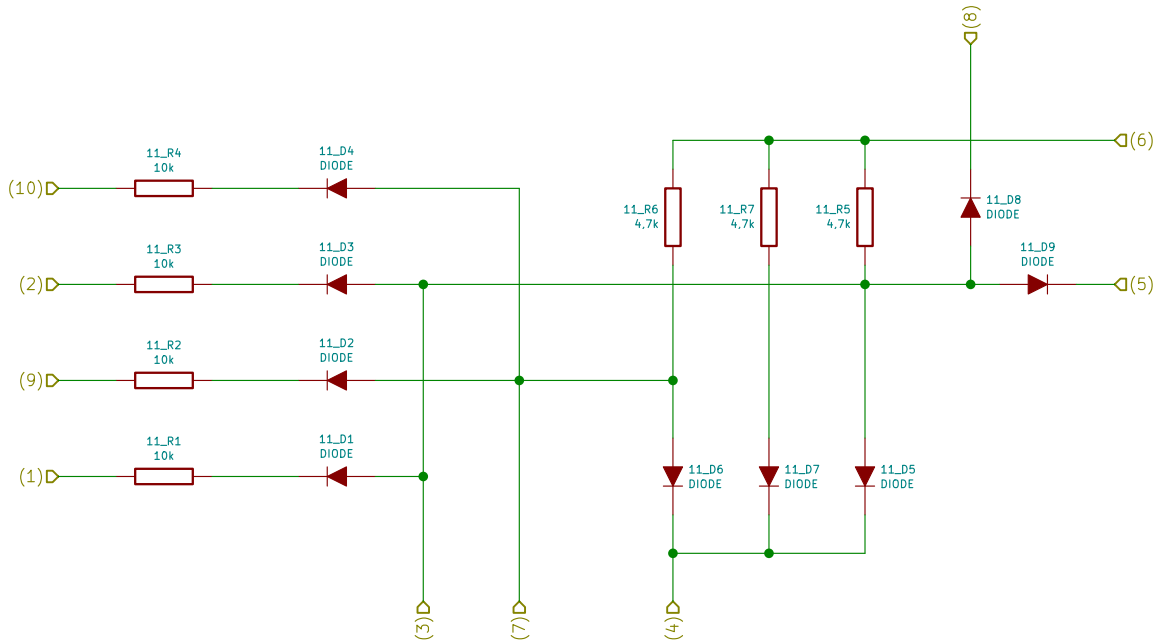 (8)
11_R4
10k
11_D4
DIODE
(6)
(10)
11_R6
4,7k
11_R7
4,7k
11_R5
4,7k
11_D8
DIODE
11_R3
10k
11_D3
DIODE
11_D9
DIODE
(2)
(5)
11_R2
10k
11_D2
DIODE
(9)
11_R1
10k
11_D1
DIODE
(1)
11_D6
DIODE
11_D7
DIODE
11_D5
DIODE
(3)
(7)
(4)